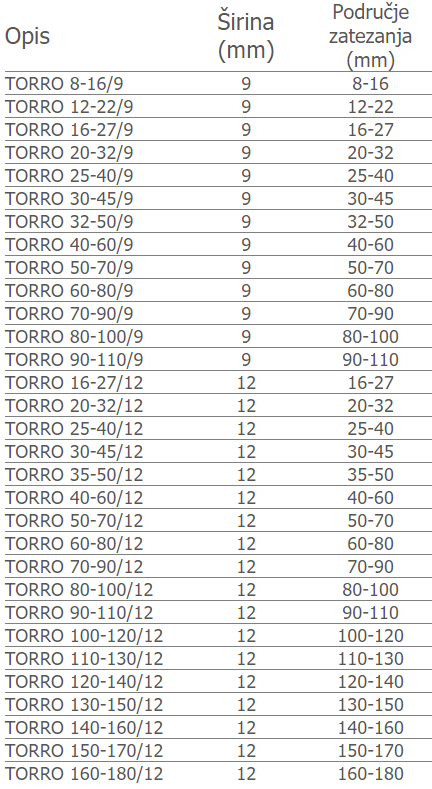 Opis Širina (mm) Područje zatezanja (mm)
TORRO 8-16/9 9 8-16
TORRO 12-22/9 9 12-22
TORRO 16-27/9 9 16-27
TORRO 20-32/9 9 20-32
TORRO 25-40/9 9 25-40
TORRO 30-45/9 9 30-45
TORRO 32-50/9 9 32-50
TORRO 40-60/9 9 40-60
TORRO 50-70/9 9 50-70
TORRO 60-80/9 9 60-80
TORRO 70-90/9 9 70-90
TORRO 80-100/9 9 80-100
TORRO 90-110/9 9 90-110
TORRO 16-27/12 12 16-27
TORRO 20-32/12 12 20-32
TORRO 25-40/12 12 25-40
TORRO 30-45/12 12 30-45
TORRO 35-50/12 12 35-50
TORRO 40-60/12 12 40-60
TORRO 50-70/12 12 50-70
TORRO 60-80/12 12 60-80
TORRO 70-90/12 12 70-90
TORRO 80-100/12 12 80-100
TORRO 90-110/12 12 90-110
TORRO 100-120/12 12 100-120
TORRO 110-130/12 12 110-130
TORRO 120-140/12 12 120-140
TORRO 130-150/12 12 130-150
TORRO 140-160/12 12 140-160
TORRO 150-170/12 12 150-170
TORRO 160-180/12 12 160-180